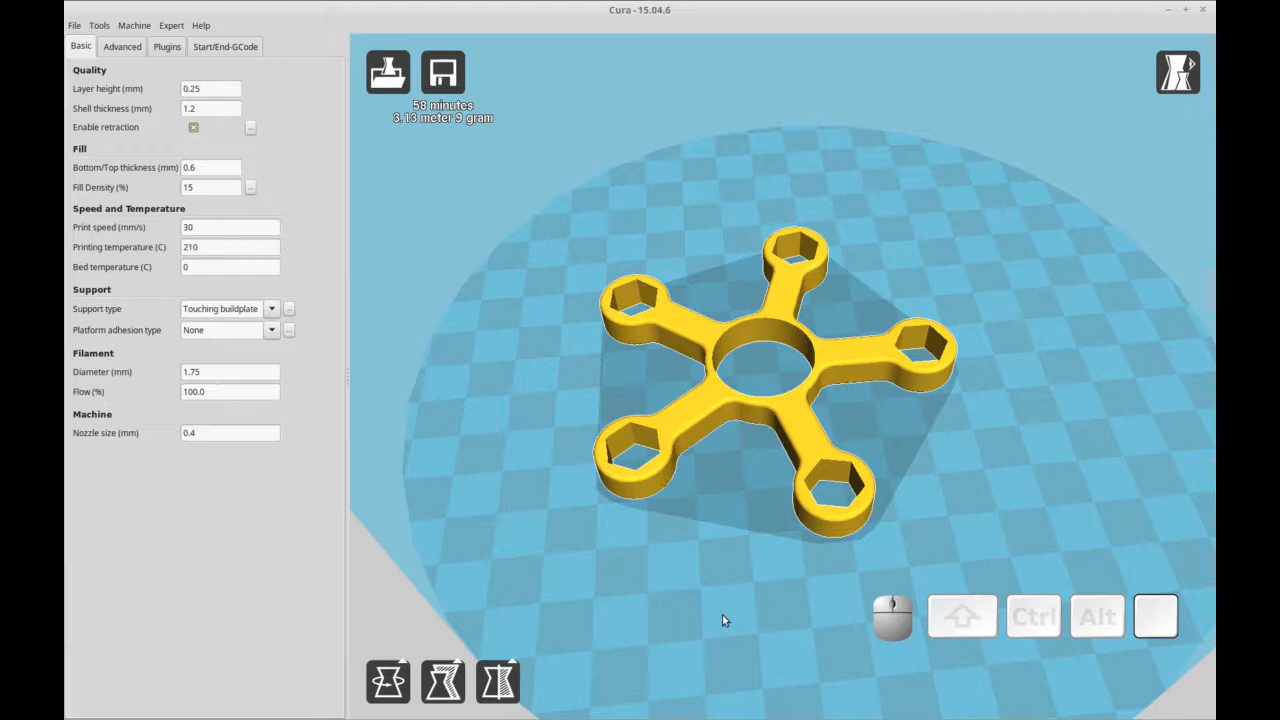 Cura - 15.04.6
File Tools Machine Expert Help
Basic Advanced Plugins Start/End-GCode
Quality
Layer height (mm) 0.25
Shell thickness (mm) 1.2
Enable retraction ...
Fill
Bottom/Top thickness (mm) 0.6
Fill Density (%) 15 ...
Speed and Temperature
Print speed (mm/s) 30
Printing temperature (C) 210
Bed temperature (C) 0
Support
Support type Touching buildplate ...
Platform adhesion type None ...
Filament
Diameter (mm) 1.75
Flow (%) 100.0
Machine
Nozzle size (mm) 0.4
58 minutes
3.13 meter 9 gram
Ctrl Alt